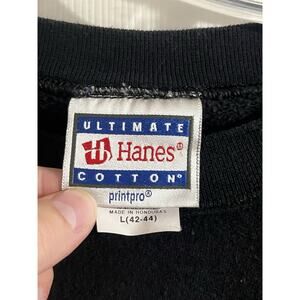 ULTIMATE
Hanes®
COTTON®
printpro®
MADE IN HONDURAS
L(42-44)